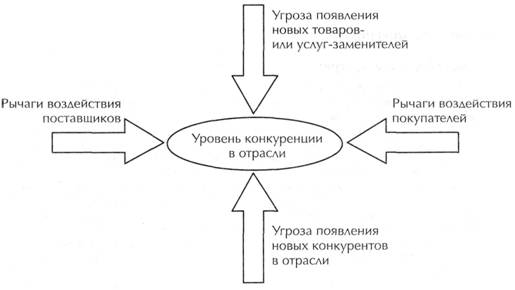 Угроза появления
новых товаров-
или услуг-заменителей
Рычаги воздействия
поставщиков
Рычаги воздействия
покупателей
Уровень конкуренции
в отрасли
Угроза появления
новых конкурентов
в отрасли